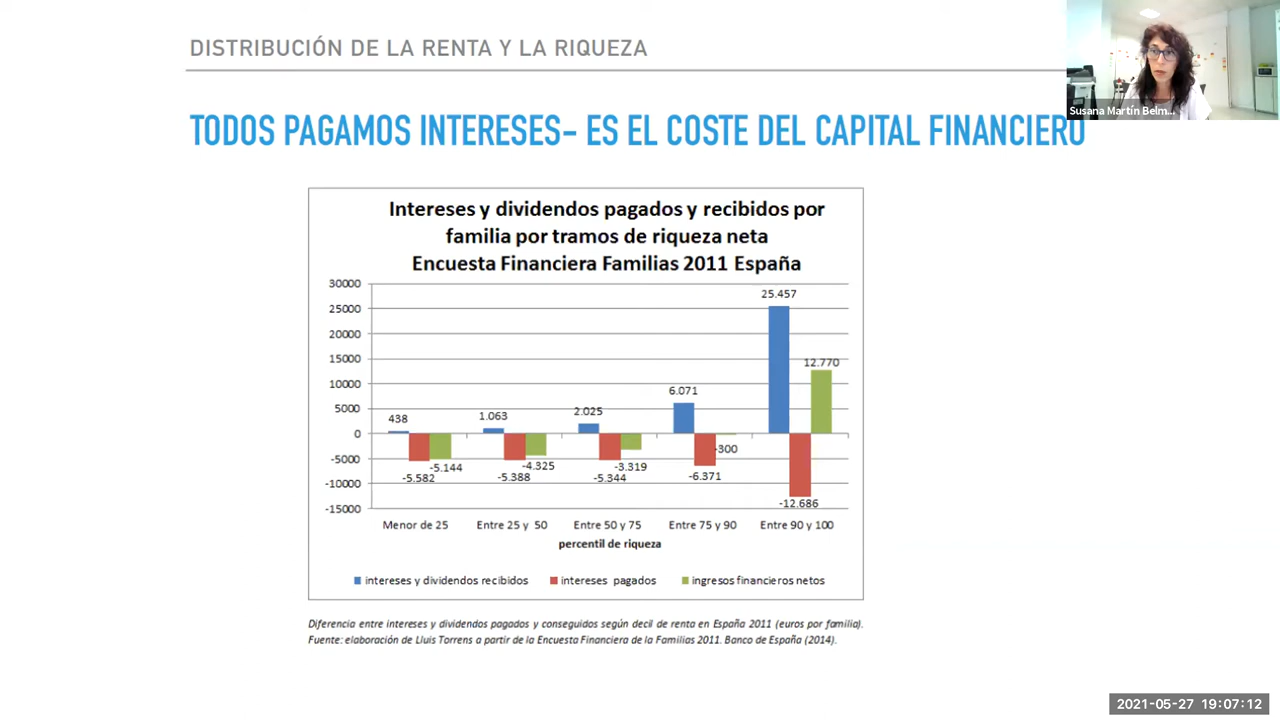 DISTRIBUCIÓN DE LA RENTA Y LA RIQUEZA
Susana Martín Belm...
TODOS PAGAMOS INTERESES- ES EL COSTE DEL CAPITAL FINANCIERO
Intereses y dividendos pagados y recibidos por
familia por tramos de riqueza neta
Encuesta Financiera Familias 2011 España
30000
25000
20000
15000
10000
5000
0
-5000
-10000
-15000
438
-5.582
-5.144
1.063
-5.388
-4.325
2.025
-5.344
-3.319
6.071
-6.371
-300
25.457
-12.686
12.770
Menor de 25
Entre 25 y 50
Entre 50 y 75
Entre 75 y 90
Entre 90 y 100
percentil de riqueza
intereses y dividendos recibidos
intereses pagados
ingresos financieros netos
Diferencia entre intereses y dividendos pagados y conseguidos según decil de renta en España 2011 (euros por familia).
Fuente: elaboración de Lluis Torrens a partir de la Encuesta Financiera de la Familias 2011. Banco de España (2014).
2021-05-27 19:07:12